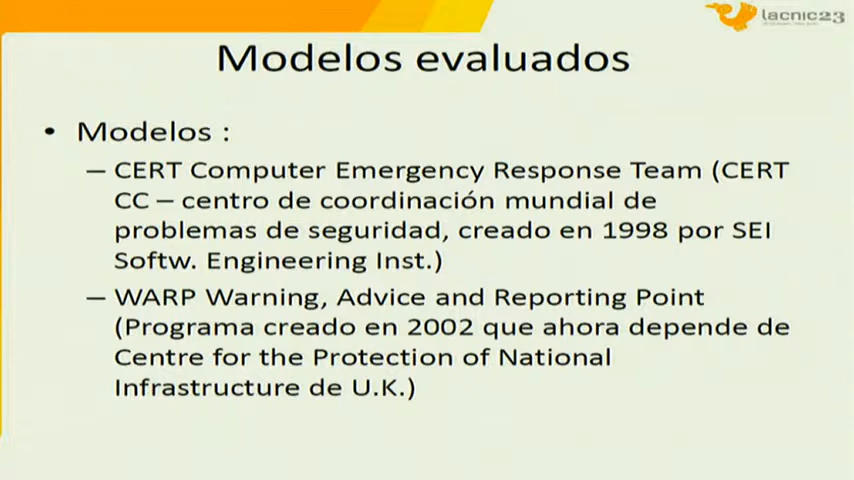 lacnic23
Modelos evaluados
• Modelos :
– CERT Computer Emergency Response Team (CERT
CC – centro de coordinación mundial de
problemas de seguridad, creado en 1998 por SEI
Softw. Engineering Inst.)
– WARP Warning, Advice and Reporting Point
(Programa creado en 2002 que ahora depende de
Centre for the Protection of National
Infrastructure de U.K.)